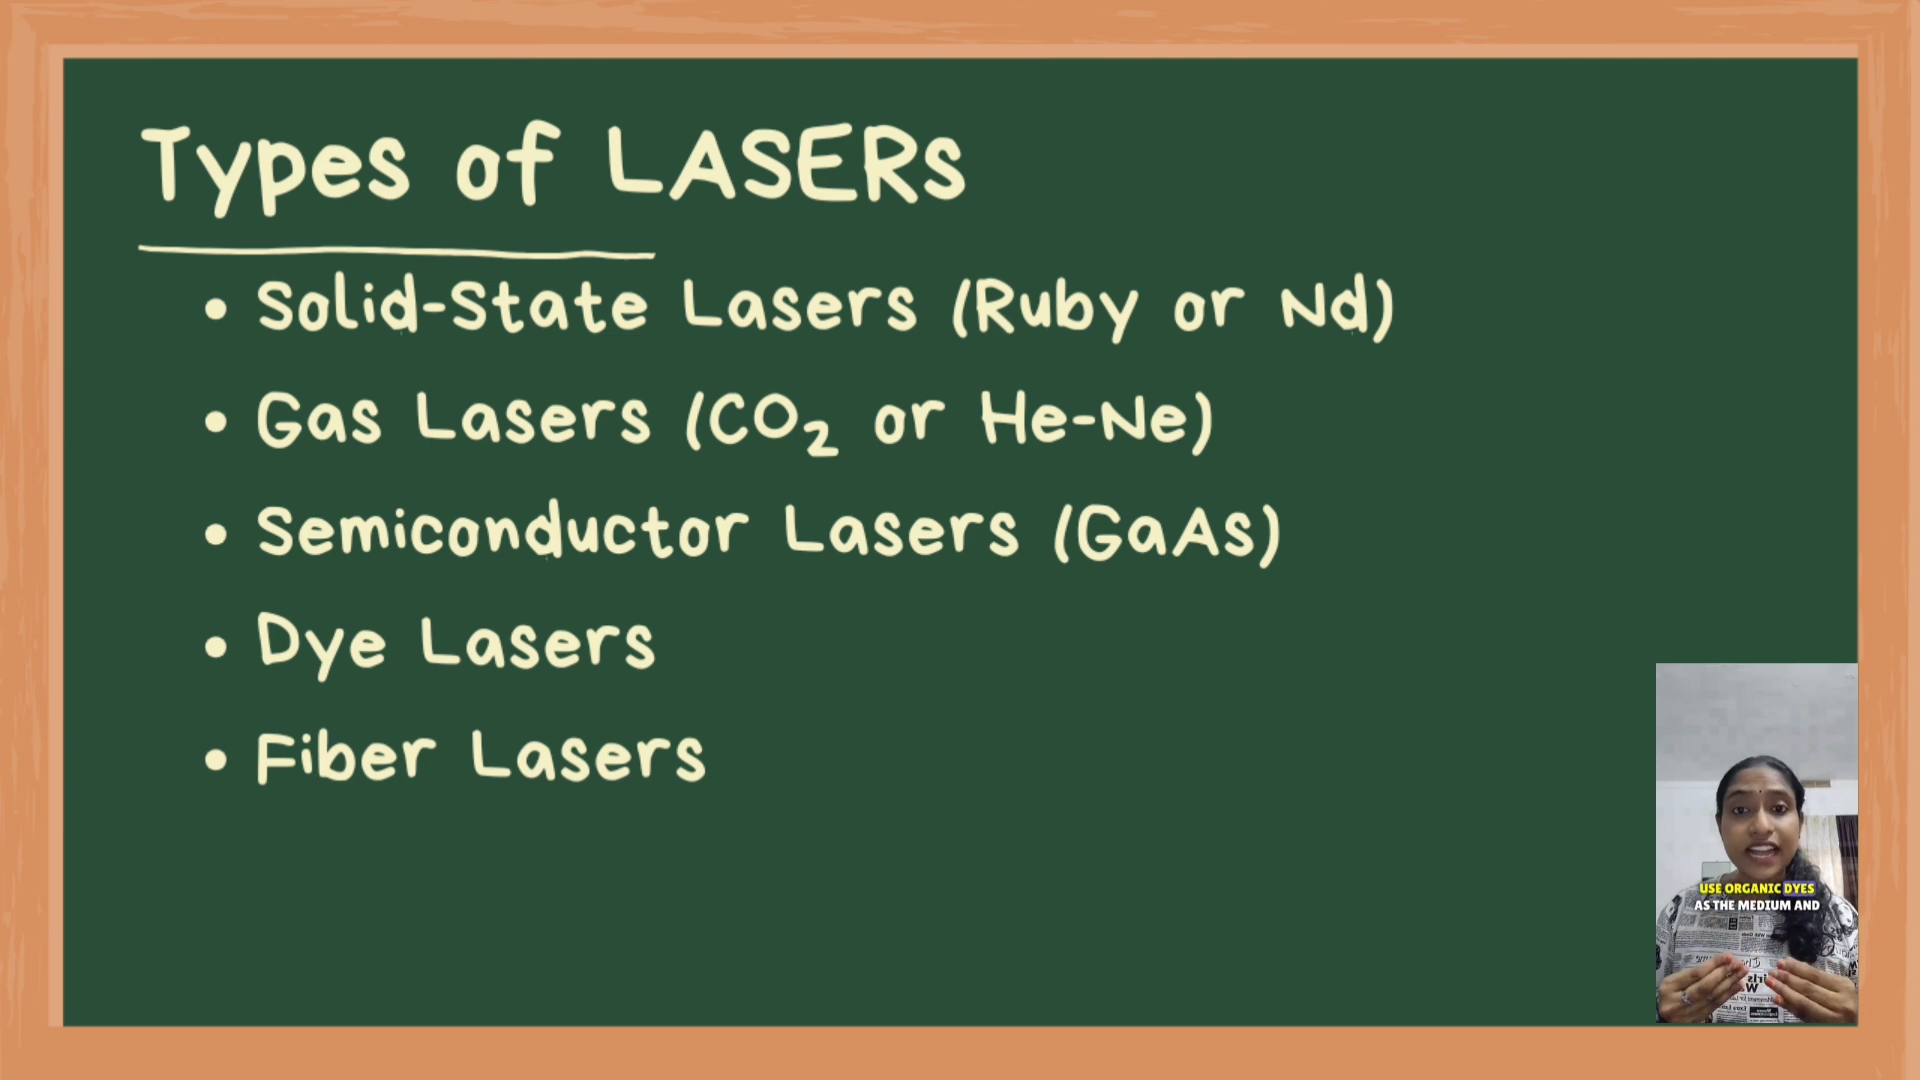 Types of LASERs
• Solid-State Lasers (Ruby or Nd)
• Gas Lasers (CO₂ or He-Ne)
• Semiconductor Lasers (GaAs)
• Dye Lasers
• Fiber Lasers
USE ORGANIC DYES
AS THE MEDIUM AND